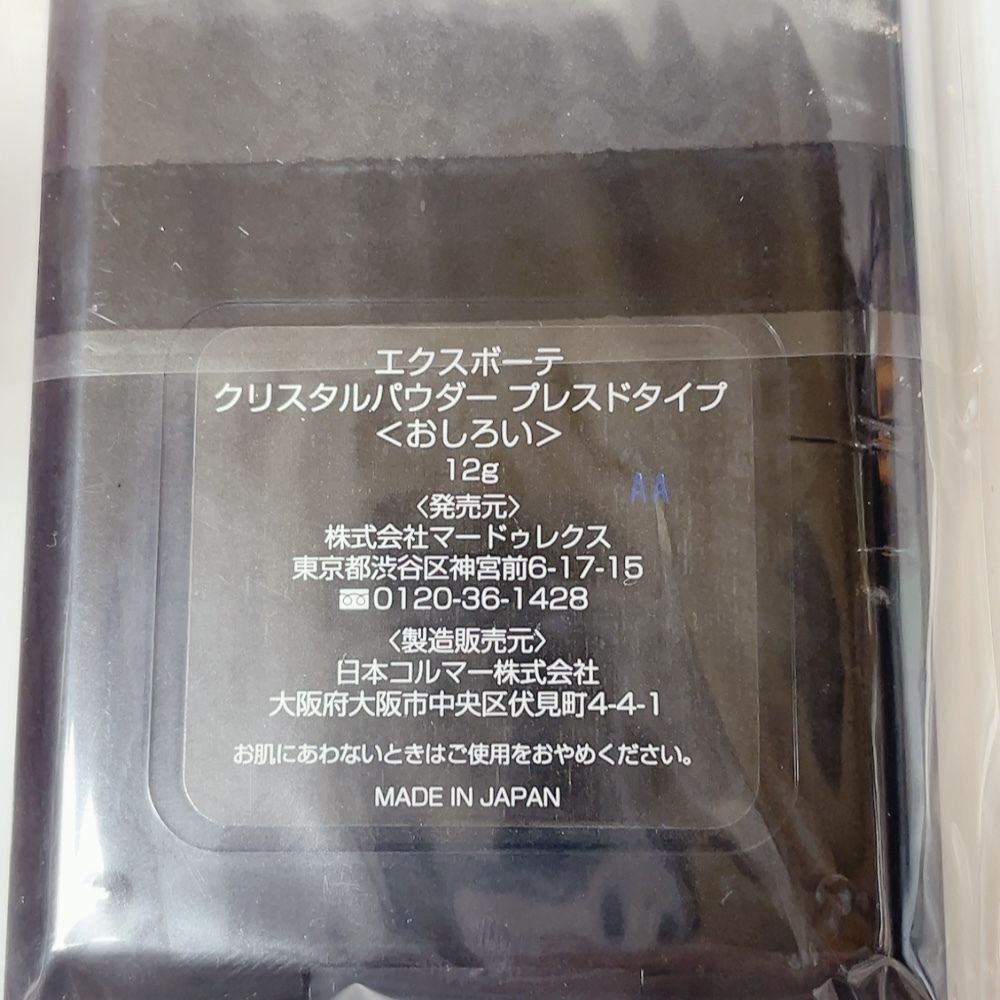 エクスボーテ
クリスタルパウダー プレスドタイプ
<おしろい>
12g
AA
〈発売元〉
株式会社マードゥレクス
東京都渋谷区神宮前6-17-15
0120-36-1428
〈製造販売元〉
日本コルマー株式会社
大阪府大阪市中央区伏見町4-4-1
お肌にあわないときはご使用をおやめください。
MADE IN JAPAN